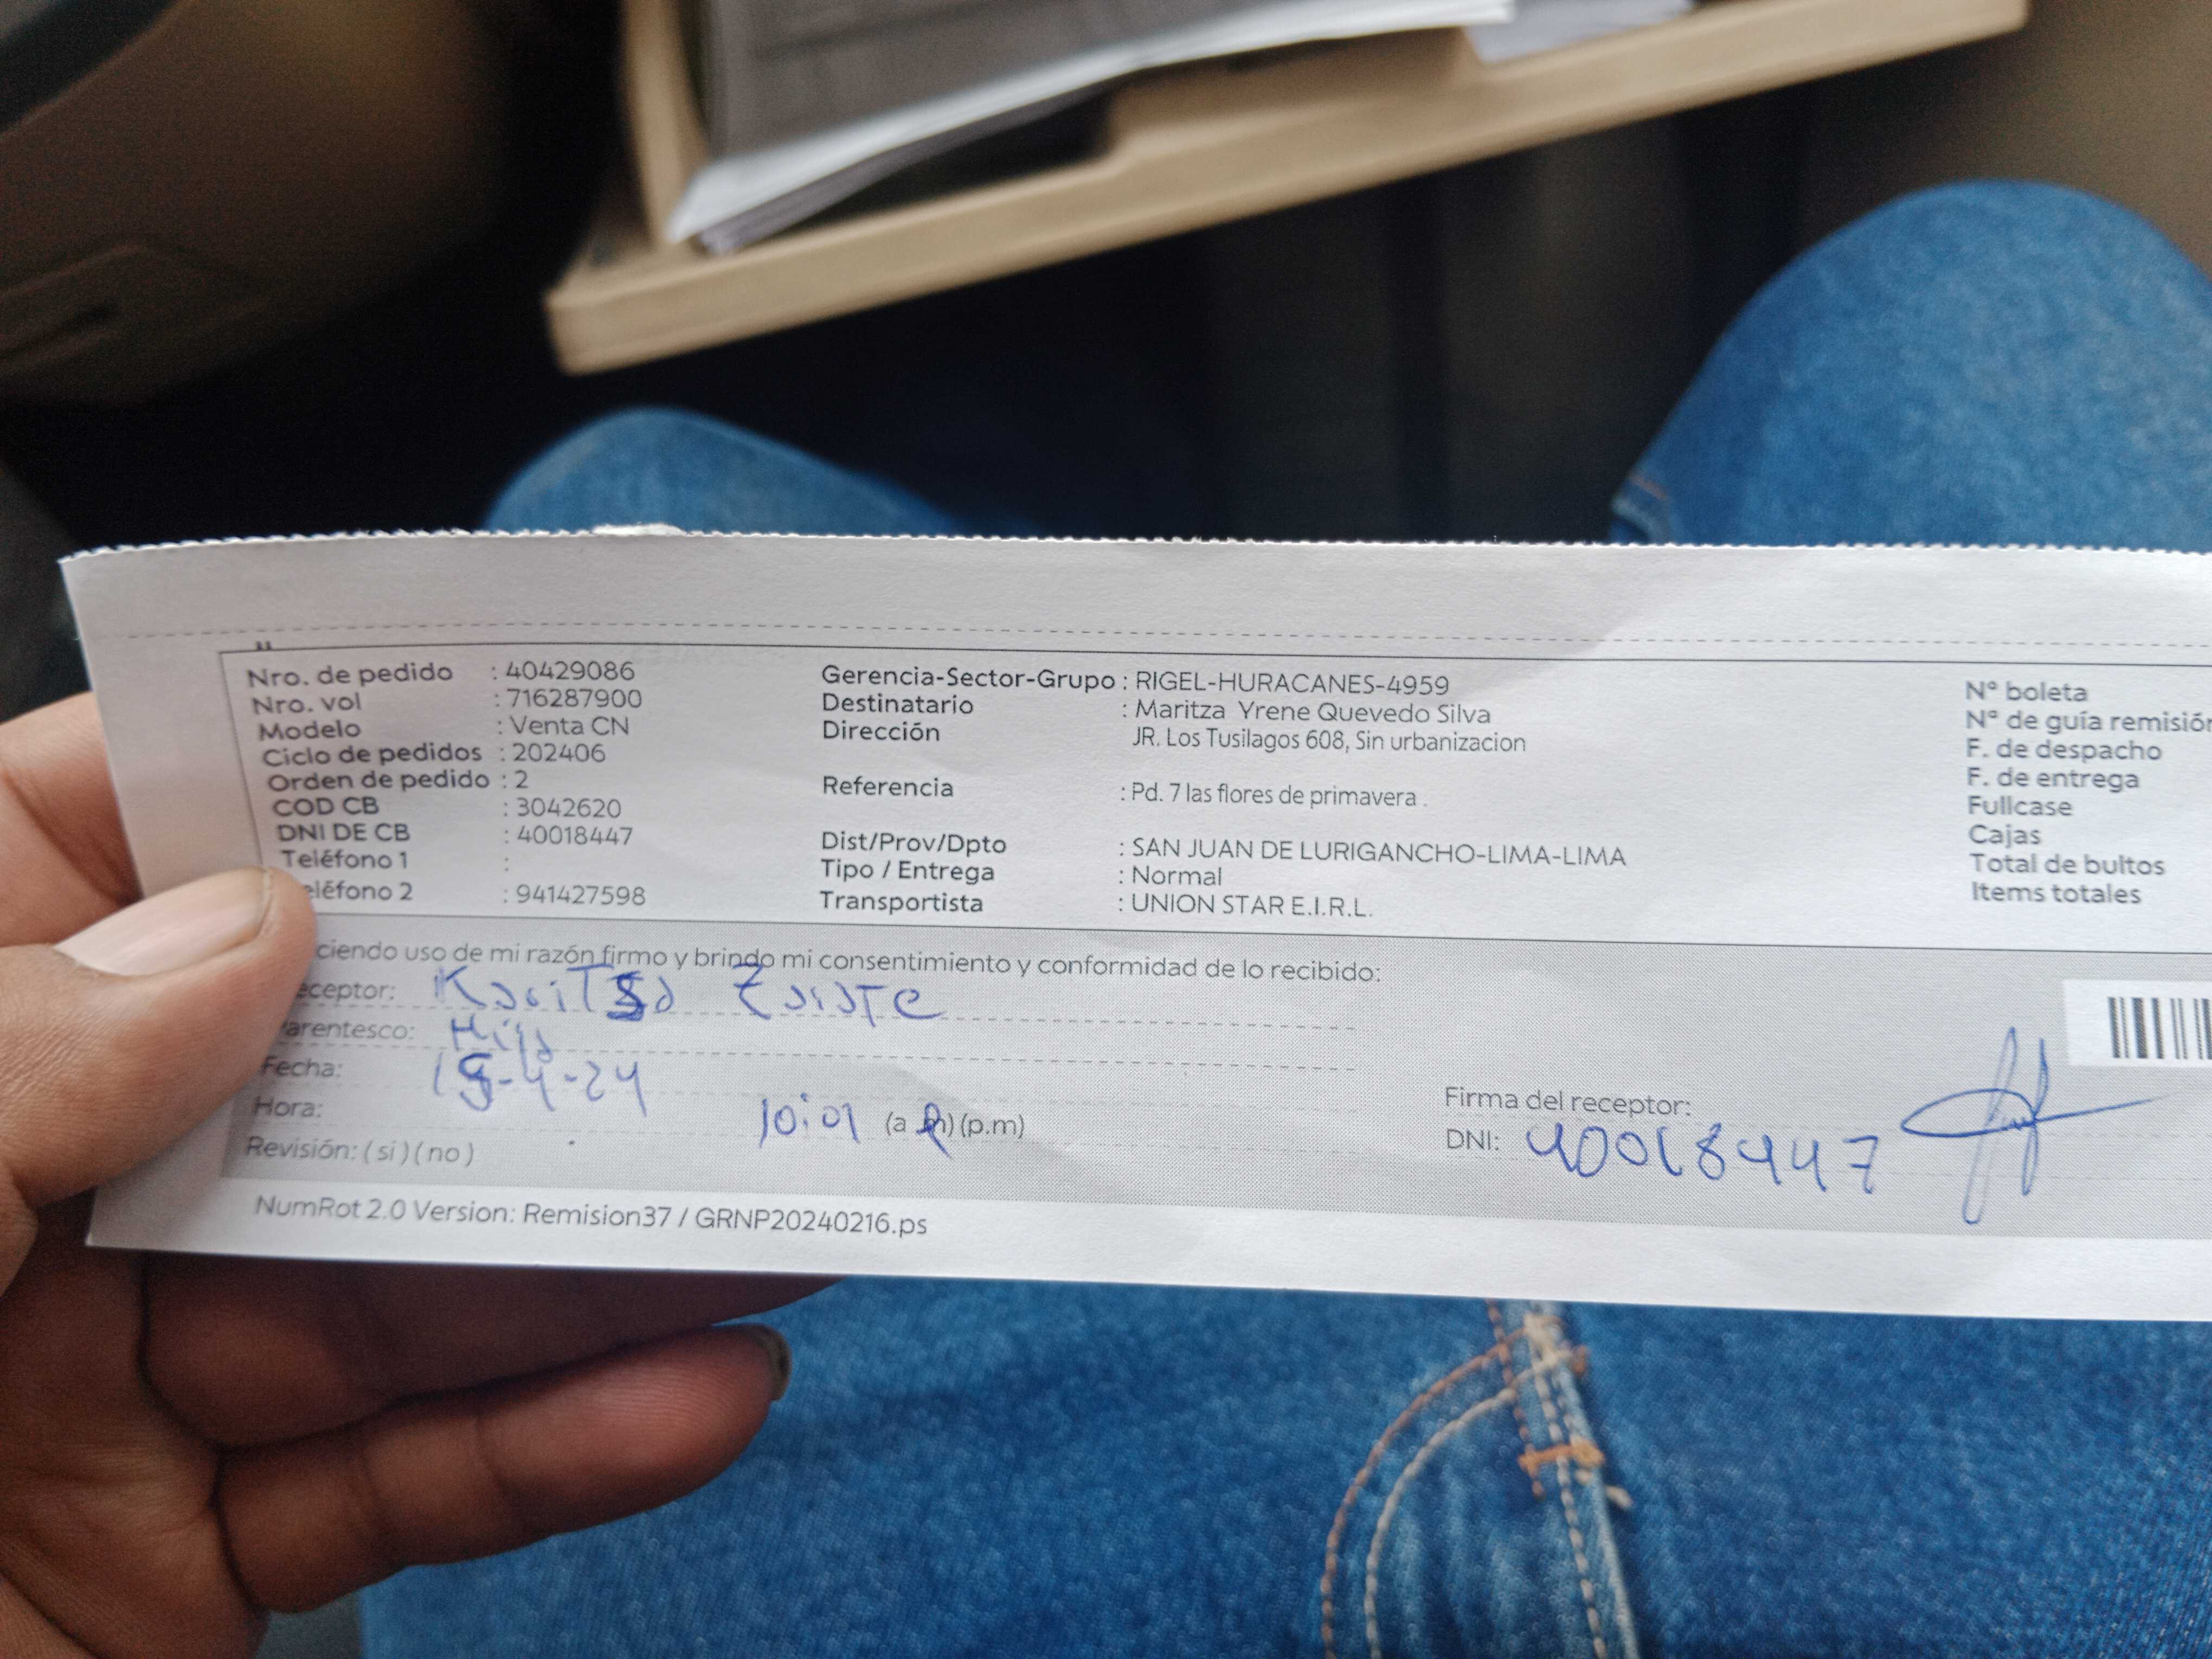 Nro. de pedido : 40429086
Nro. vol : 716287900
Modelo : Venta CN
Ciclo de pedidos : 202406
Orden de pedido : 2
COD CB : 3042620
DNI DE CB : 40018447
Teléfono 1 :
eléfono 2 : 941427598
Gerencia-Sector-Grupo : RIGEL-HURACANES-4959
Destinatario : Maritza Yrene Quevedo Silva
Dirección JR. Los Tusilagos 608, Sin urbanizacion
Referencia : Pd. 7 las flores de primavera .
Dist/Prov/Dpto : SAN JUAN DE LURIGANCHO-LIMA-LIMA
Tipo / Entrega : Normal
Transportista : UNION STAR E.I.R.L.
N° boleta
N° de guía remisión
F. de despacho
F. de entrega
Fullcase
Cajas
Total de bultos
Items totales
ciendo uso de mi razón firmo y brindo mi consentimiento y conformidad de lo recibido:
eceptor:
arentesco: Hija
Fecha: -4-24
Hora: 10:01 (a m) (p.m)
Revisión: ( si ) ( no )
Firma del receptor:
DNI: 40018447
NumRot 2.0 Version: Remision37 / GRNP20240216.ps